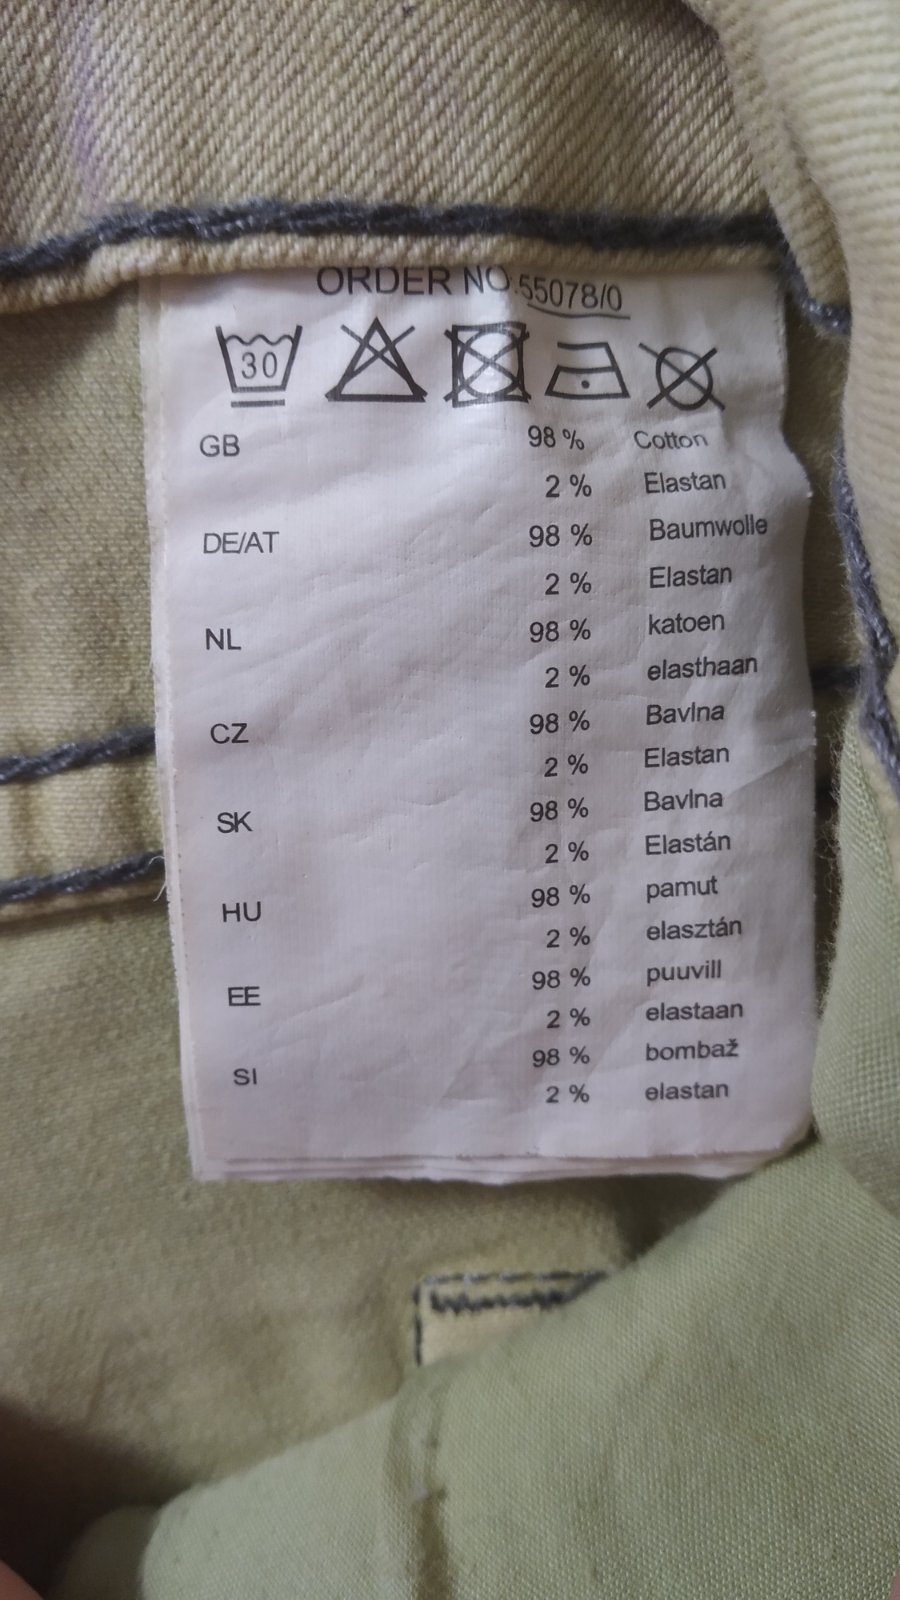 ORDER NO:55078/0
30
GB 98 % Cotton
2 % Elastan
DE/AT 98 % Baumwolle
2 % Elastan
NL 98 % katoen
2 % elasthaan
CZ 98 % Bavlna
2 % Elastan
SK 98 % Bavlna
2 % Elastán
HU 98 % pamut
2 % elasztán
EE 98 % puuvill
2 % elastaan
SI 98 % bombaž
2 % elastan